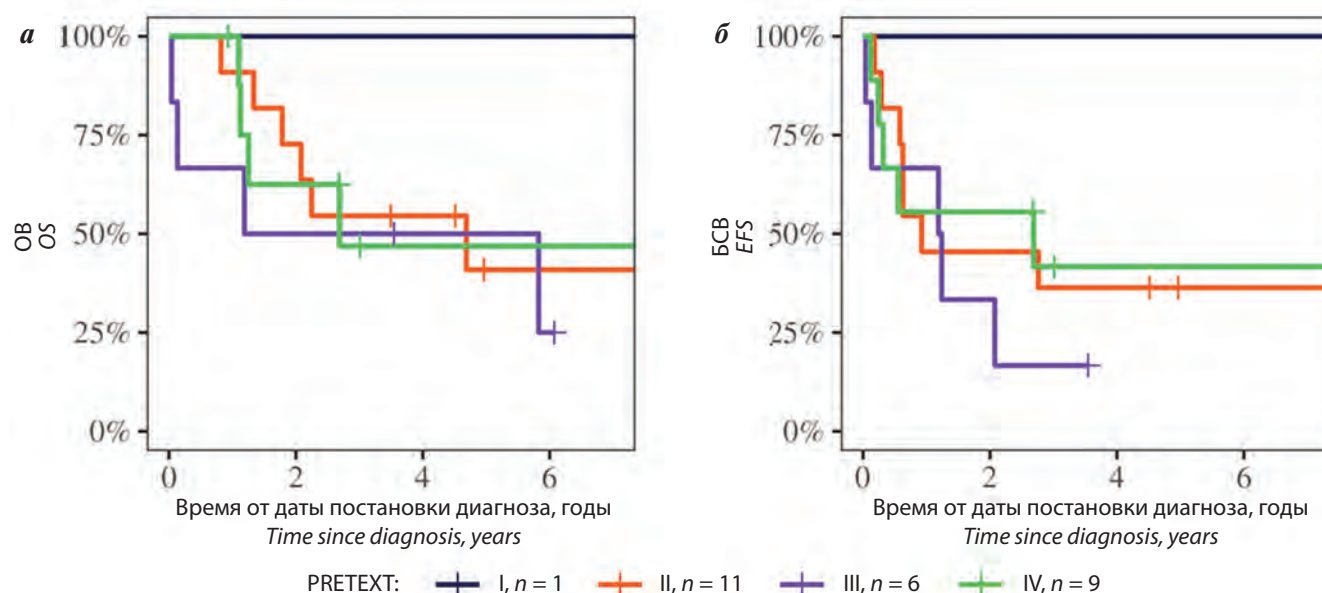 а
100%
75%
50%
25%
0%
ОВ
OS
0 2 4 6
Время от даты постановки диагноза, годы
Time since diagnosis, years
б
100%
75%
50%
25%
0%
БСВ
EFS
0 2 4 6
Время от даты постановки диагноза, годы
Time since diagnosis, years
PRETEXT: I, n = 1 II, n = 11 III, n = 6 IV, n = 9